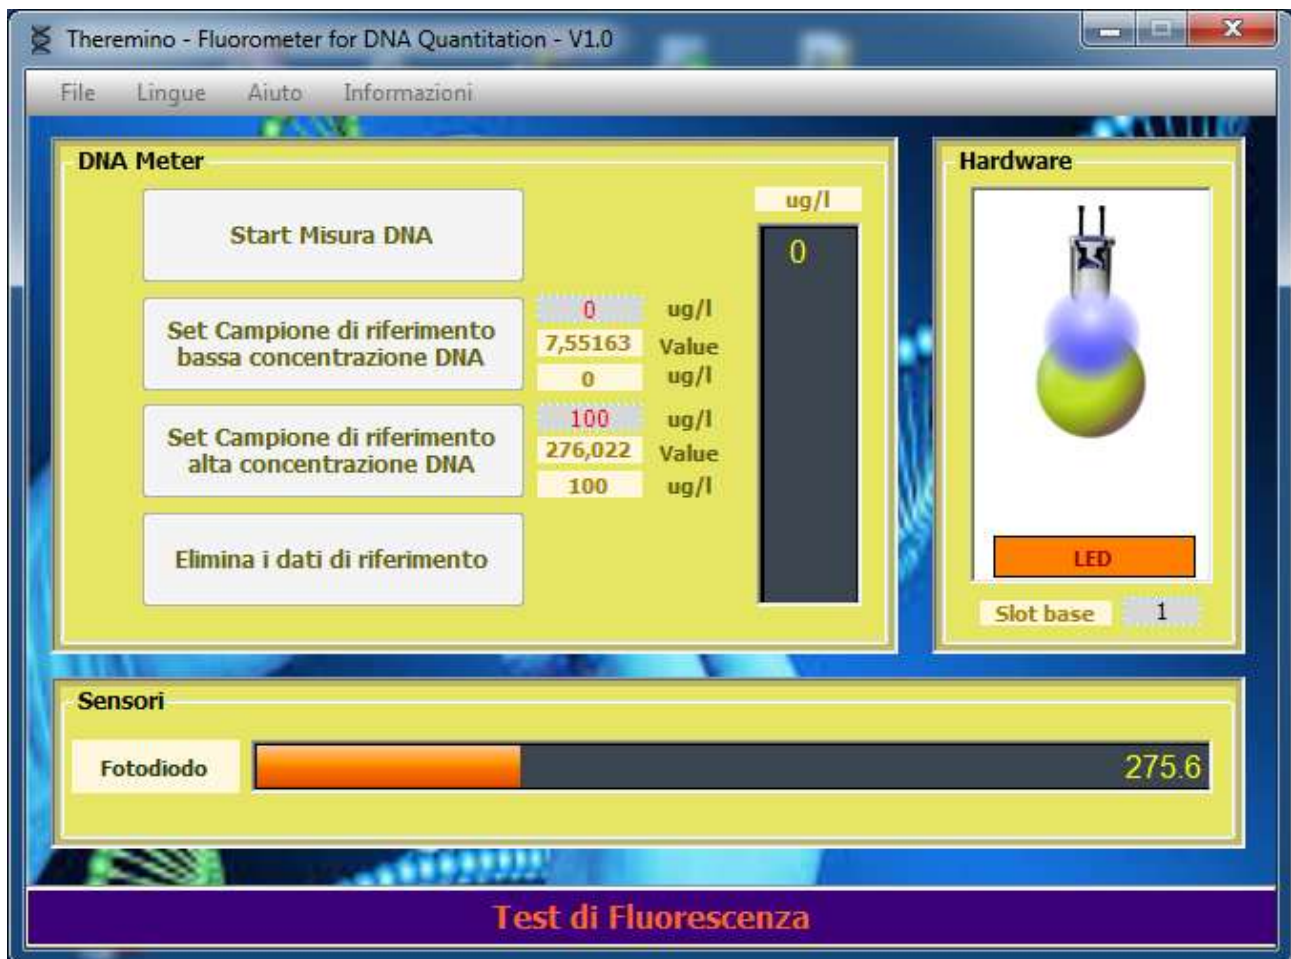 Theremino - Fluorometer for DNA Quantitation - V1.0
File Lingue Aiuto Informazioni
DNA Meter
Start Misura DNA
Set Campione di riferimento
bassa concentrazione DNA
0 ug/l
7,55163 Value
0 ug/l
Set Campione di riferimento
alta concentrazione DNA
100 ug/l
276,022 Value
100 ug/l
Elimina i dati di riferimento
ug/l
0
Hardware
LED
Slot base 1
Sensori
Fotodiodo 275.6
Test di Fluorescenza